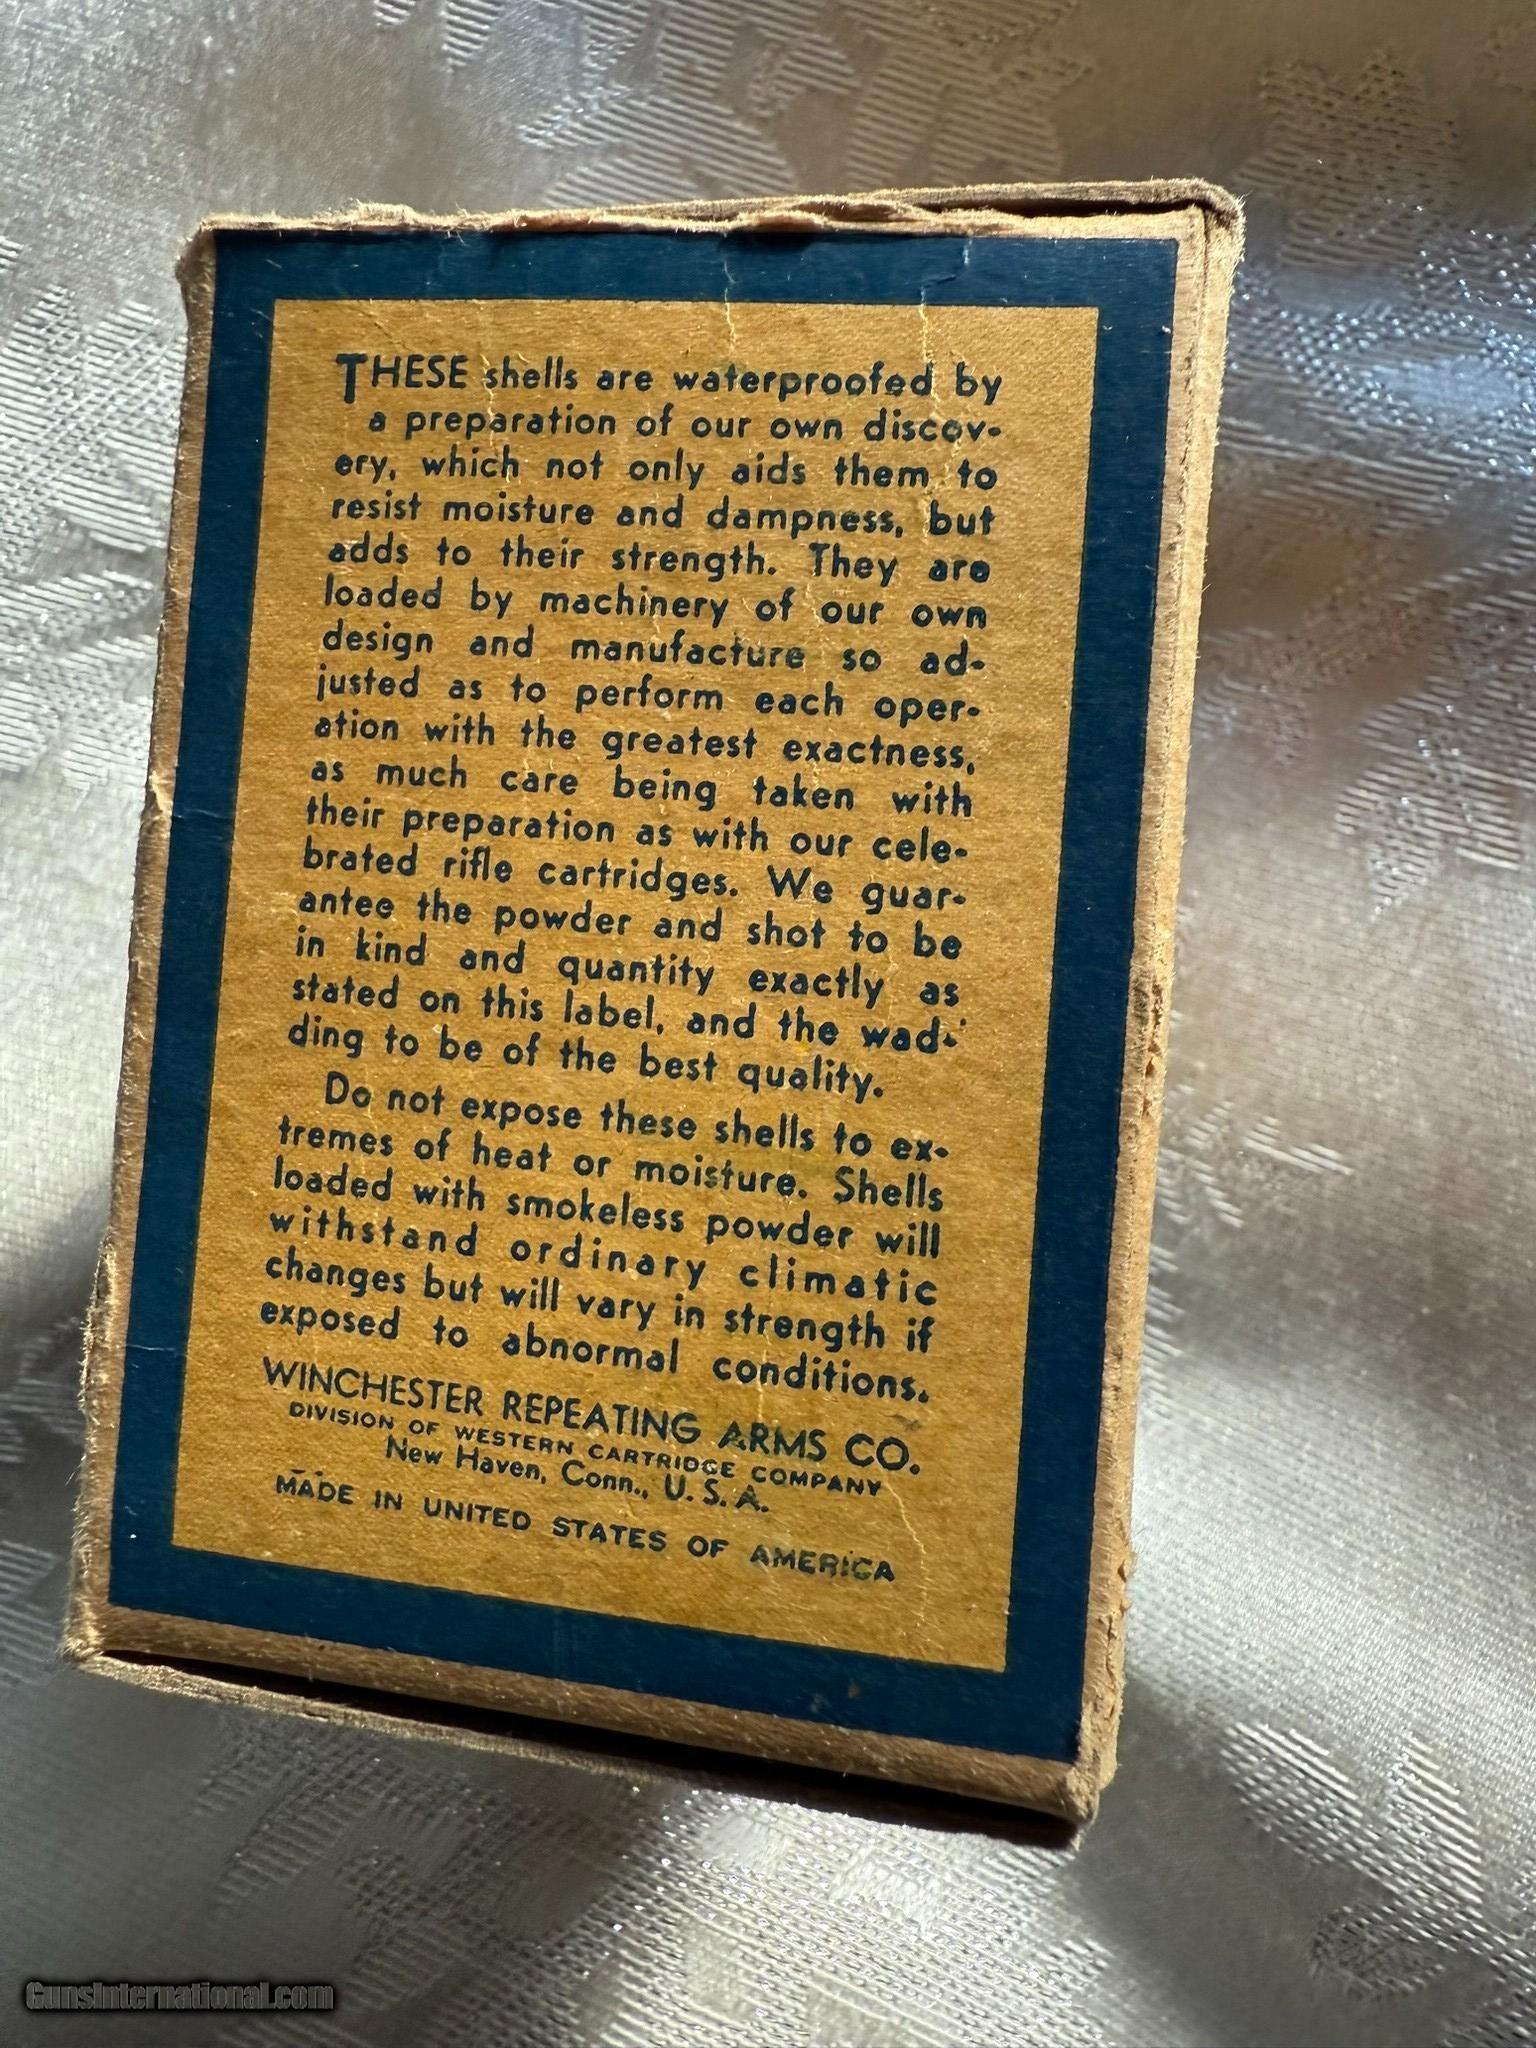 THESE shells are waterproofed by
a preparation of our own discov-
ery, which not only aids them to
resist moisture and dampness, but
adds to their strength. They are
loaded by machinery of our own
design and manufacture so ad-
justed as to perform each oper-
ation with the greatest exactness,
as much care being taken with
their preparation as with our cele-
brated rifle cartridges. We guar-
antee the powder and shot to be
in kind and quantity exactly as
stated on this label, and the wad-
ding to be of the best quality.
Do not expose these shells to ex-
tremes of heat or moisture. Shells
loaded with smokeless powder will
withstand ordinary climatic
changes but will vary in strength if
exposed to abnormal conditions.
WINCHESTER REPEATING ARMS CO.
DIVISION OF WESTERN CARTRIDGE COMPANY
New Haven, Conn., U. S. A.
MADE IN UNITED STATES OF AMERICA
GunsInternational.com